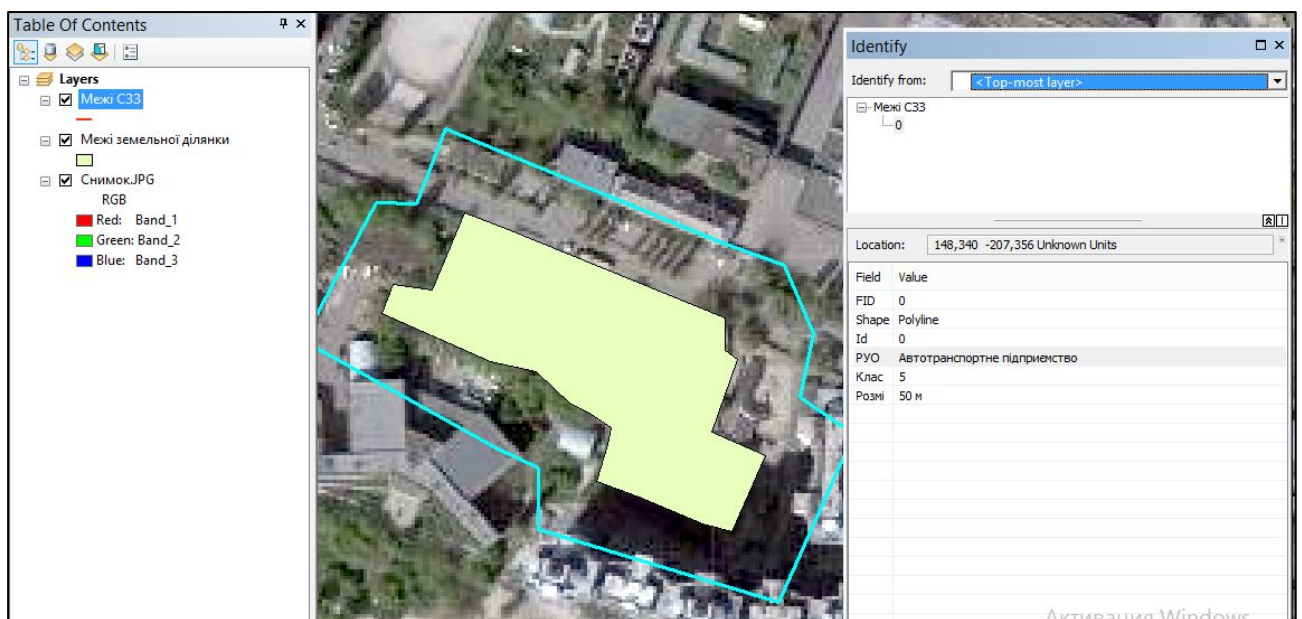 Table Of Contents
Layers
Межі СЗЗ
Межі земельної ділянки
Снимок.JPG
RGB
Red: Band_1
Green: Band_2
Blue: Band_3
Identify
Identify from: <Top-most layer>
Межі СЗЗ
0
Location: 148,340 -207,356 Unknown Units
Field Value
FID 0
Shape Polyline
Id 0
РУО Автотранспортне підприємство
Клас 5
Розмі 50 м
Активация Windows